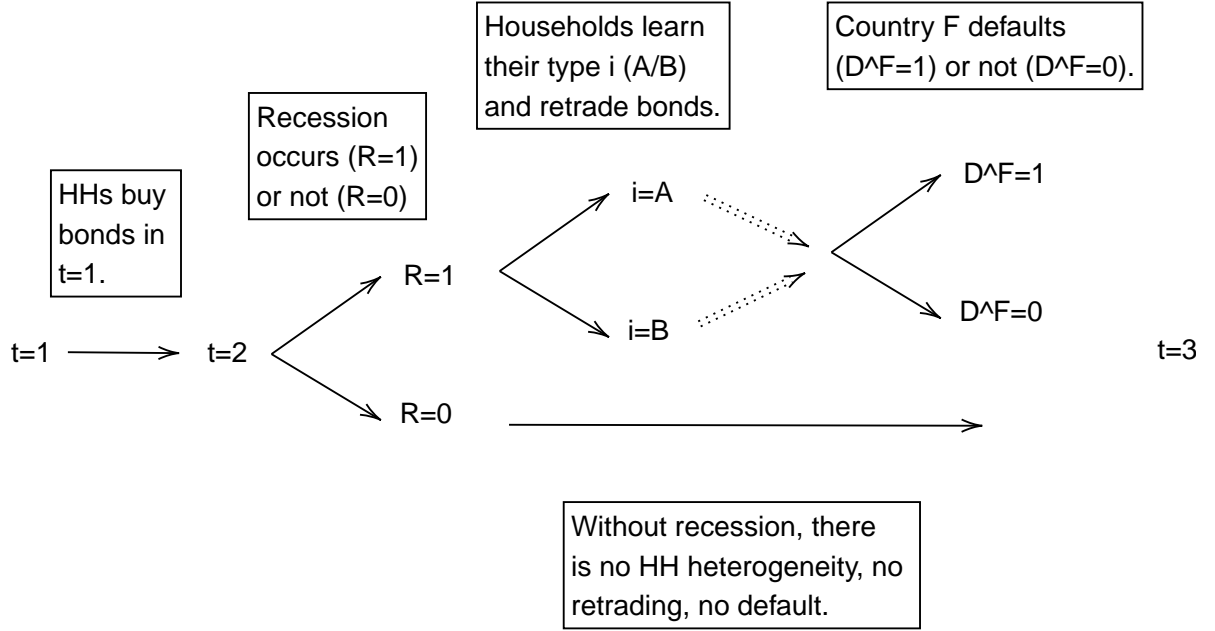 Households learn
their type i (A/B)
and retrade bonds.
Country F defaults
(D^F=1) or not (D^F=0).
Recession
occurs (R=1)
or not (R=0)
HHs buy
bonds in
t=1.
i=A
D^F=1
R=1
i=B
D^F=0
t=1
t=2
t=3
R=0
Without recession, there
is no HH heterogeneity, no
retrading, no default.